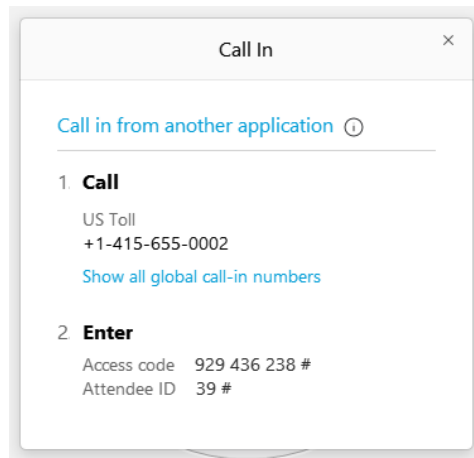 Call In
Call in from another application
1. Call
US Toll
+1-415-655-0002
Show all global call-in numbers
2. Enter
Access code 929 436 238 #
Attendee ID 39 #